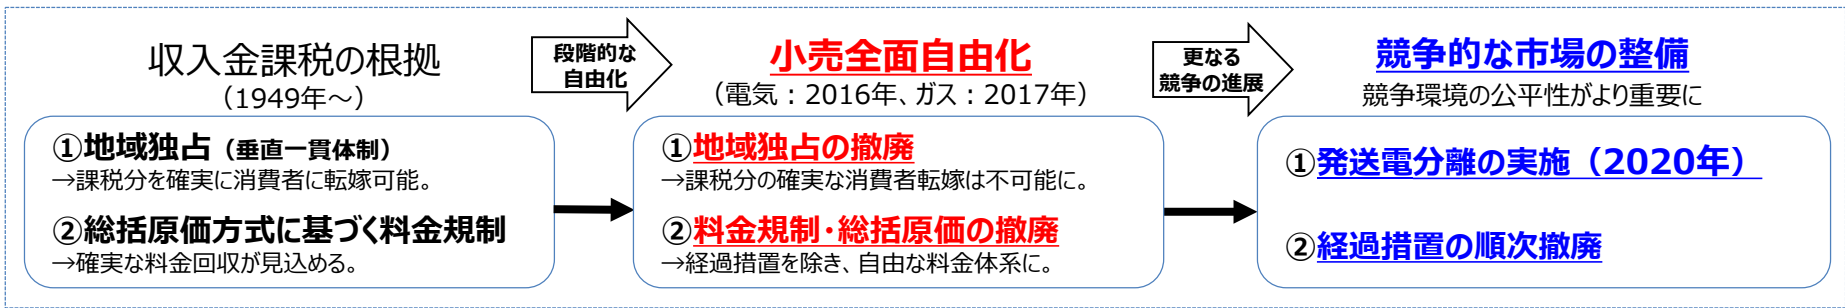 収入金課税の根拠
（1949年～）
①地域独占（垂直一貫体制）
→課税分を確実に消費者に転嫁可能。
②総括原価方式に基づく料金規制
→確実な料金回収が見込める。
段階的な
自由化
小売全面自由化
（電気：2016年、ガス：2017年）
①地域独占の撤廃
→課税分の確実な消費者転嫁は不可能に。
②料金規制・総括原価の撤廃
→経過措置を除き、自由な料金体系に。
更なる
競争の進展
競争的な市場の整備
競争環境の公平性がより重要に
①発送電分離の実施（2020年）
②経過措置の順次撤廃